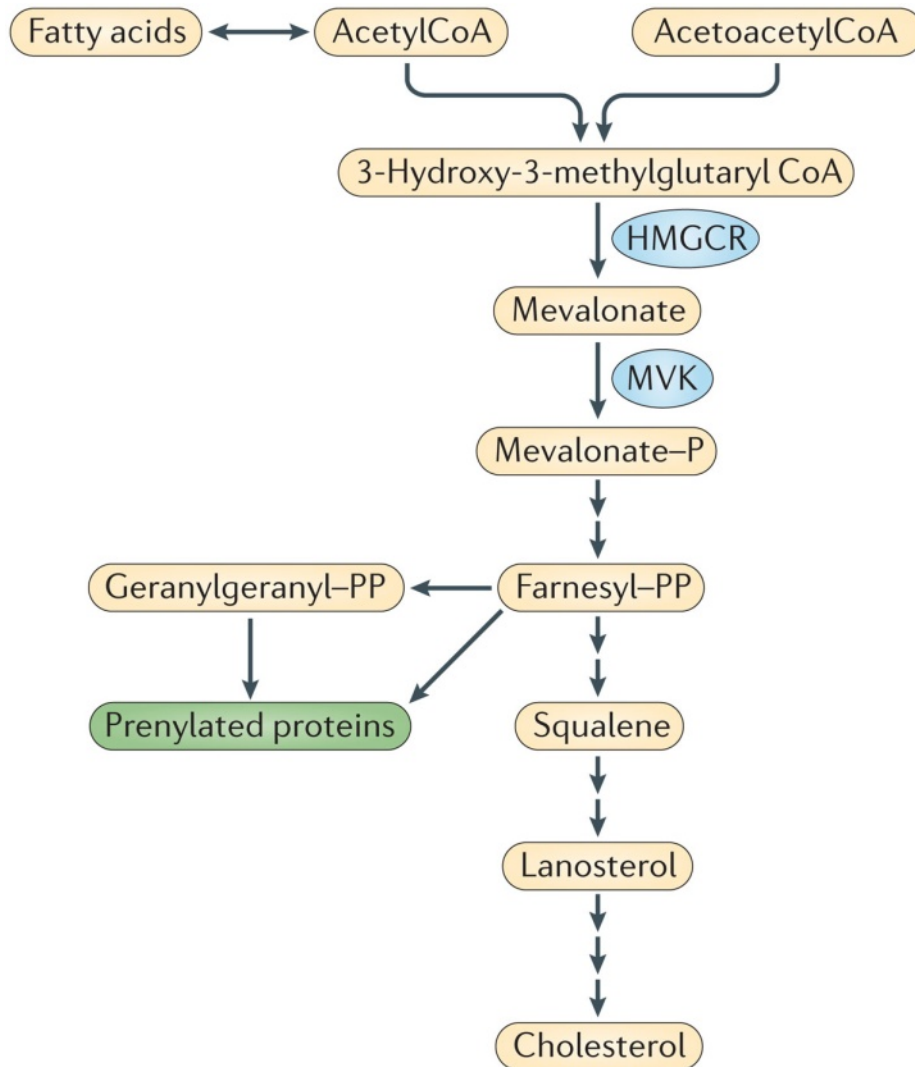 Fatty acids
AcetylCoA
AcetoacetylCoA
3-Hydroxy-3-methylglutaryl CoA
HMGCR
Mevalonate
MVK
Mevalonate–P
Geranylgeranyl–PP
Farnesyl–PP
Prenylated proteins
Squalene
Lanosterol
Cholesterol